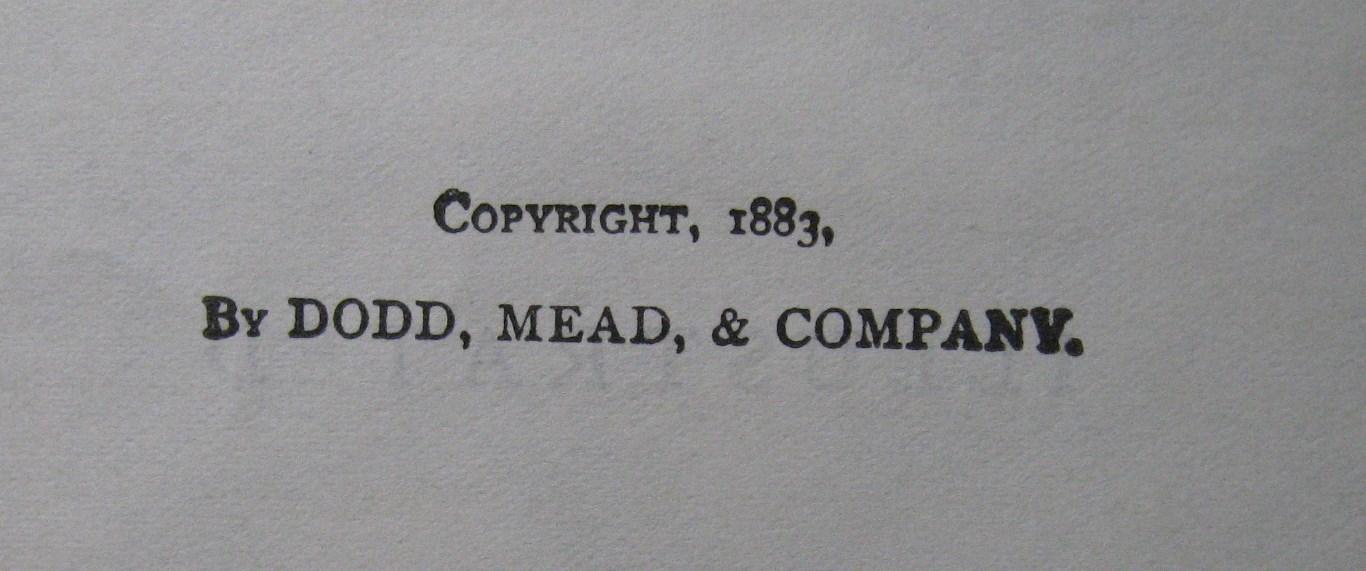 Copyright, 1883,
By DODD, MEAD, & COMPANY.